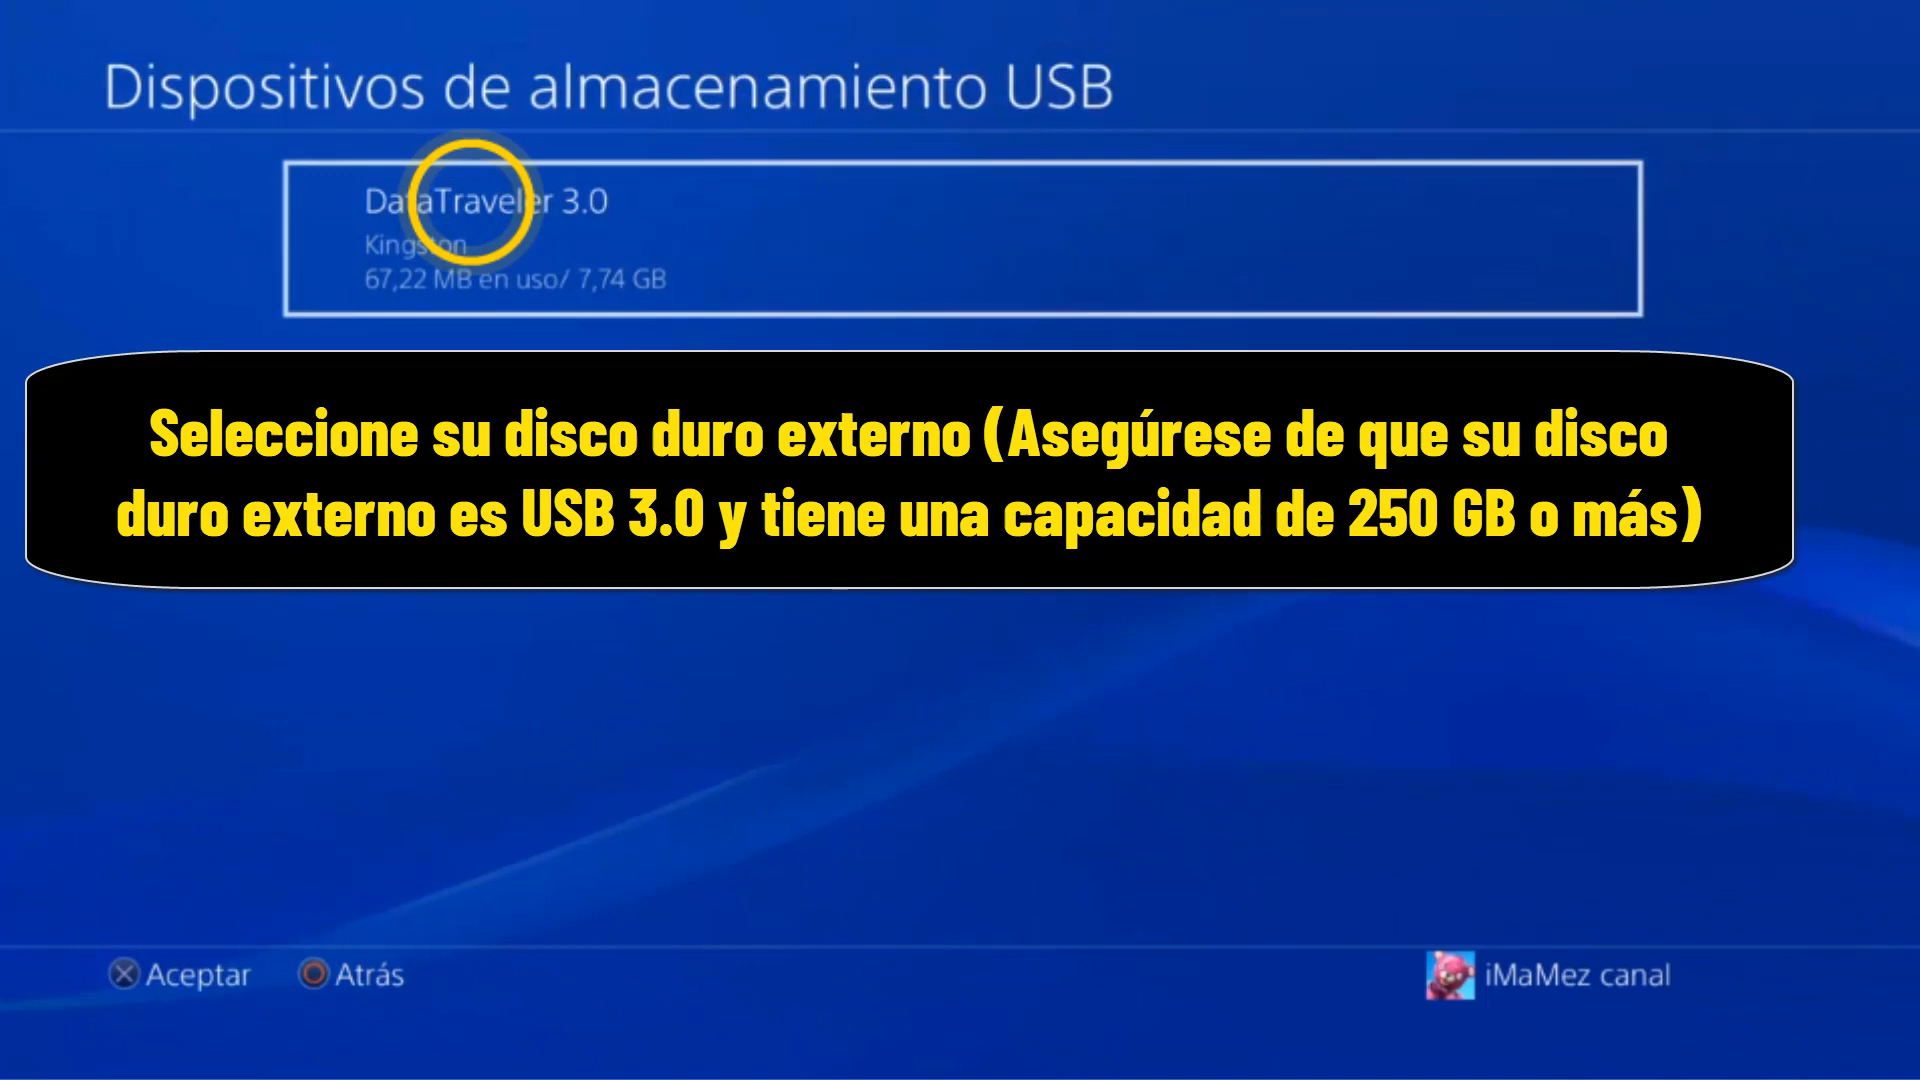 Dispositivos de almacenamiento USB
DataTraveler 3.0
Kingston
67,22 MB en uso/ 7,74 GB
Seleccione su disco duro externo (Asegúrese de que su disco
duro externo es USB 3.0 y tiene una capacidad de 250 GB o más)
Aceptar
Atrás
iMaMez canal